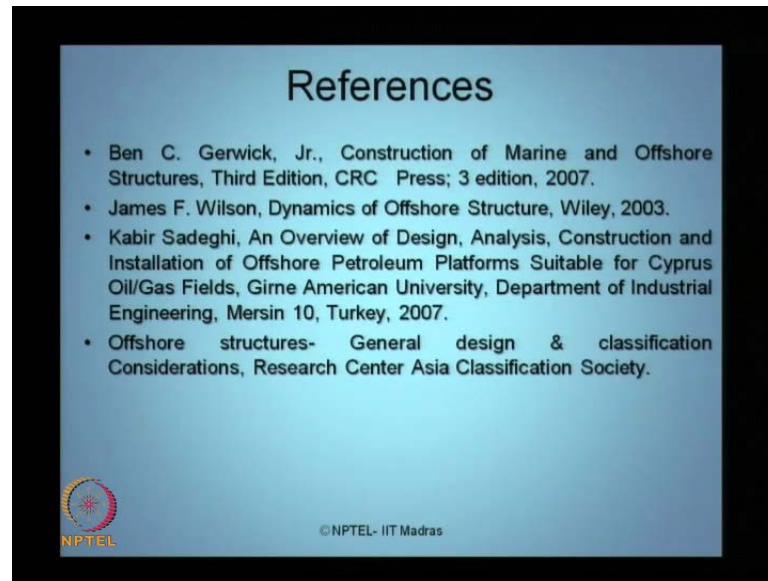 References
• Ben C. Gerwick, Jr., Construction of Marine and Offshore
Structures, Third Edition, CRC Press; 3 edition, 2007.
• James F. Wilson, Dynamics of Offshore Structure, Wiley, 2003.
• Kabir Sadeghi, An Overview of Design, Analysis, Construction and
Installation of Offshore Petroleum Platforms Suitable for Cyprus
Oil/Gas Fields, Girne American University, Department of Industrial
Engineering, Mersin 10, Turkey, 2007.
• Offshore structures- General design & classification
Considerations, Research Center Asia Classification Society.
NPTEL
©NPTEL- IIT Madras